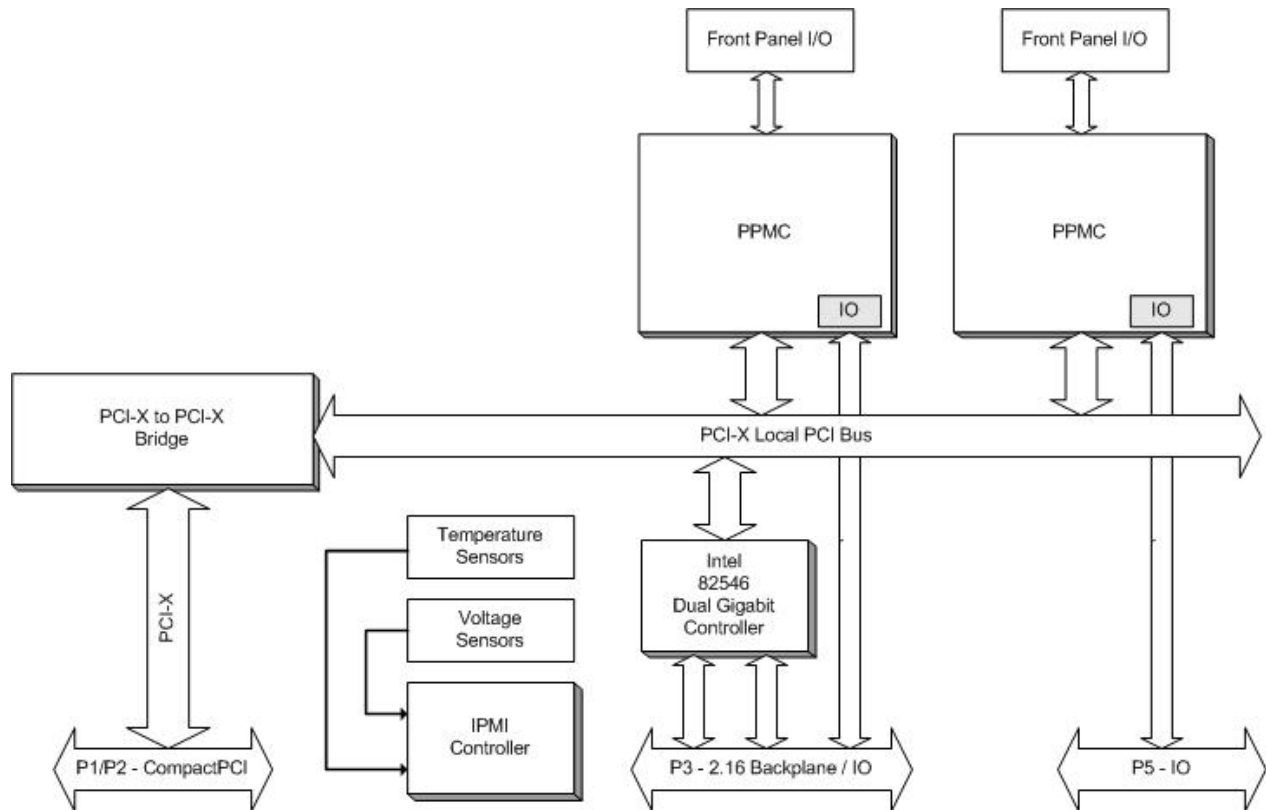 Front Panel I/O
Front Panel I/O
PPMC
PPMC
IO
IO
PCI-X to PCI-X
Bridge
PCI-X Local PCI Bus
Temperature
Sensors
Intel
82546
Dual Gigabit
Controller
Voltage
Sensors
PCI-X
IPMI
Controller
P1/P2 - CompactPCI
P3 - 2.16 Backplane / IO
P5 - IO